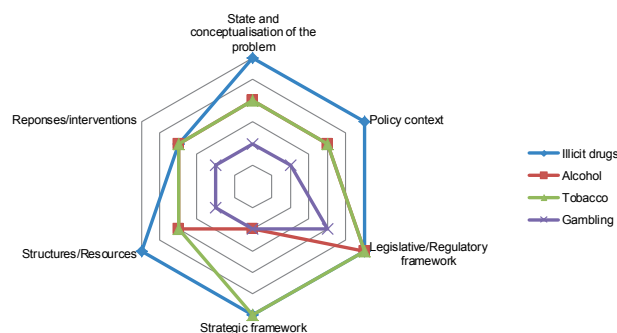 State and
conceptualisation of the
problem
Reponses/interventions
Policy context
Illicit drugs
Alcohol
Tobacco
Gambling
Structures/Resources
Legislative/Regulatory
framework
Strategic framework